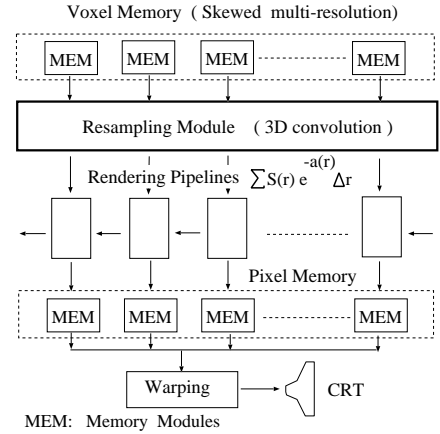 Voxel Memory ( Skewed multi-resolution)
MEM MEM MEM MEM
Resampling Module ( 3D convolution )
Rendering Pipelines ∑S(r) e^-a(r) Δr
Pixel Memory
MEM MEM MEM MEM
Warping CRT
MEM: Memory Modules